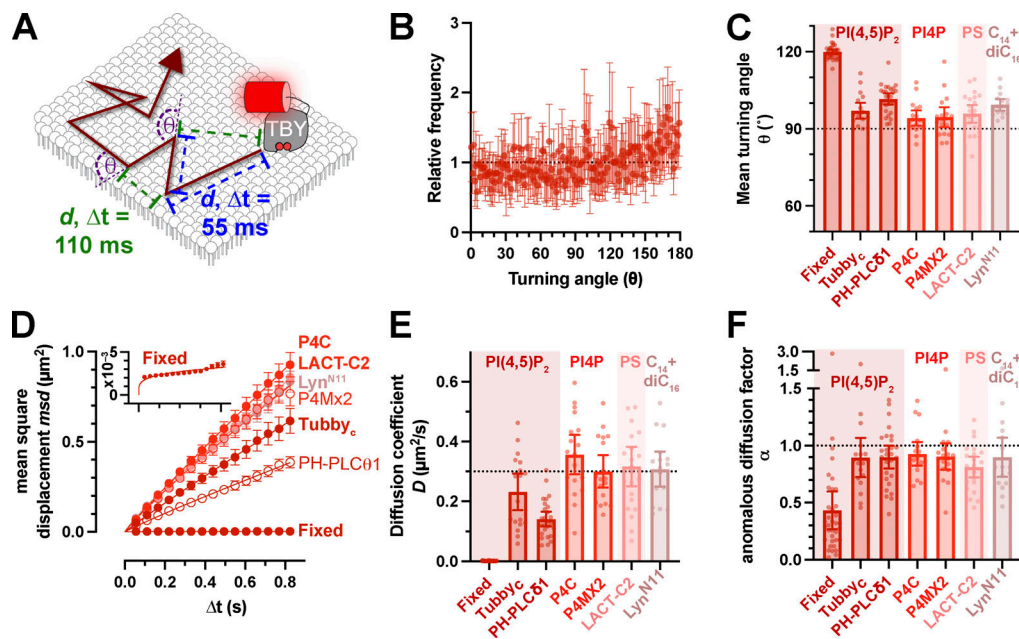 A
TBY
θ
θ
d, Δt =
55 ms
d, Δt =
110 ms
B
Relative frequency
3
2
1
0
0 30 60 90 120 150 180
Turning angle (θ)
C
Mean turning angle
θ (°)
120
90
60
PI(4,5)P2
PI4P
PS
C14+
diC16
Fixed
Tubbyc
PH-PLCδ1
P4C
P4MX2
LACT-C2
LynN11
D
mean square
displacement msd (µm2)
1.0
0.5
0.0
5
0
x10-3
Fixed
P4C
LACT-C2
LynN11
P4Mx2
Tubbyc
PH-PLCθ1
Fixed
0.0 0.2 0.4 0.6 0.8
Δt (s)
E
Diffusion coefficient
D (µm2/s)
0.6
0.4
0.2
0.0
PI(4,5)P2
PI4P
PS
C14+
diC16
Fixed
Tubbyc
PH-PLCδ1
P4C
P4MX2
LACT-C2
LynN11
F
anomalous diffusion factor
α
3.0
2.0
1.5
1.0
0.5
0.0
PI(4,5)P2
PI4P
PS
Fixed
Tubbyc
PH-PLCδ1
P4C
P4MX2
LACT-C2
LynN11